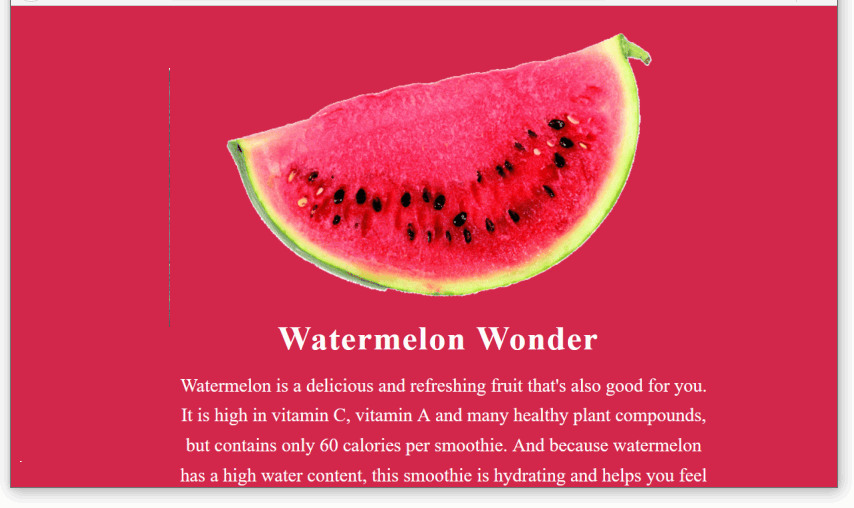 Watermelon Wonder
Watermelon is a delicious and refreshing fruit that's also good for you.
It is high in vitamin C, vitamin A and many healthy plant compounds,
but contains only 60 calories per smoothie. And because watermelon
has a high water content, this smoothie is hydrating and helps you feel